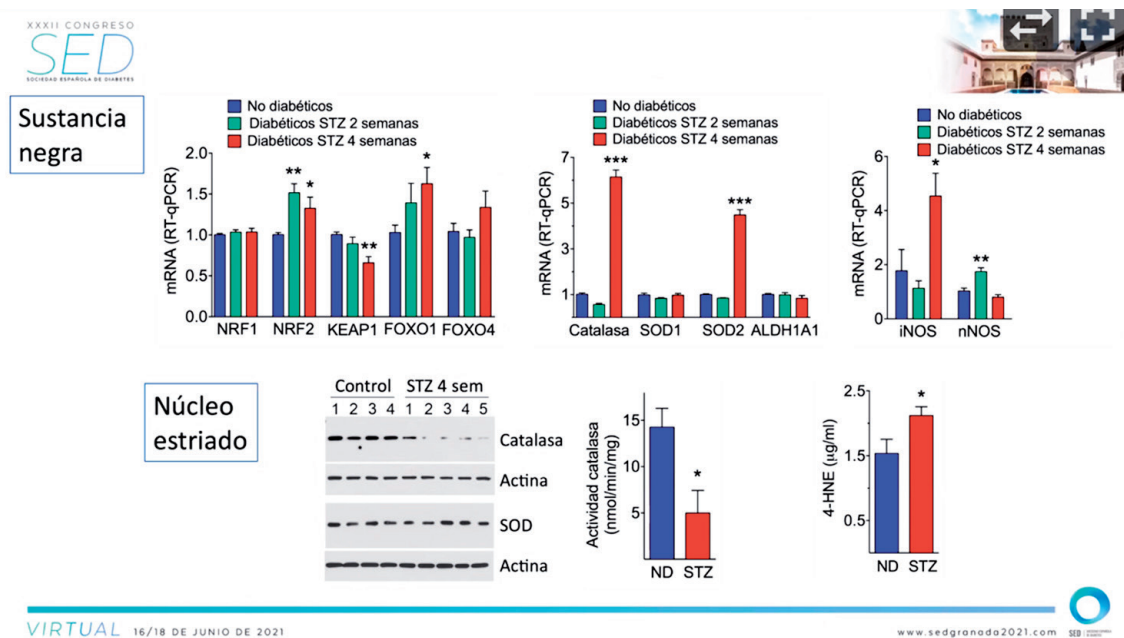 XXXII CONGRESO
SED
SOCIEDAD ESPAÑOLA DE DIABETES
Sustancia
negra
No diabéticos
Diabéticos STZ 2 semanas
Diabéticos STZ 4 semanas
mRNA (RT-qPCR)
2.0
1.5
1.0
0.5
0.0
** * ** *
NRF1 NRF2 KEAP1 FOXO1 FOXO4
No diabéticos
Diabéticos STZ 2 semanas
Diabéticos STZ 4 semanas
mRNA (RT-qPCR)
7
5
3
1
*** ***
Catalasa SOD1 SOD2 ALDH1A1
No diabéticos
Diabéticos STZ 2 semanas
Diabéticos STZ 4 semanas
mRNA (RT-qPCR)
6
4
2
0
* **
iNOS nNOS
Núcleo
estriado
Control STZ 4 sem
1 2 3 4 1 2 3 4 5
Catalasa
Actina
SOD
Actina
Actividad catalasa
(nmol/min/mg)
15
10
5
*
ND STZ
4-HNE (µg/ml)
2.5
1.5
0.5
*
ND STZ
VIRTUAL 16/18 DE JUNIO DE 2021
www.sedgranada2021.com
SED